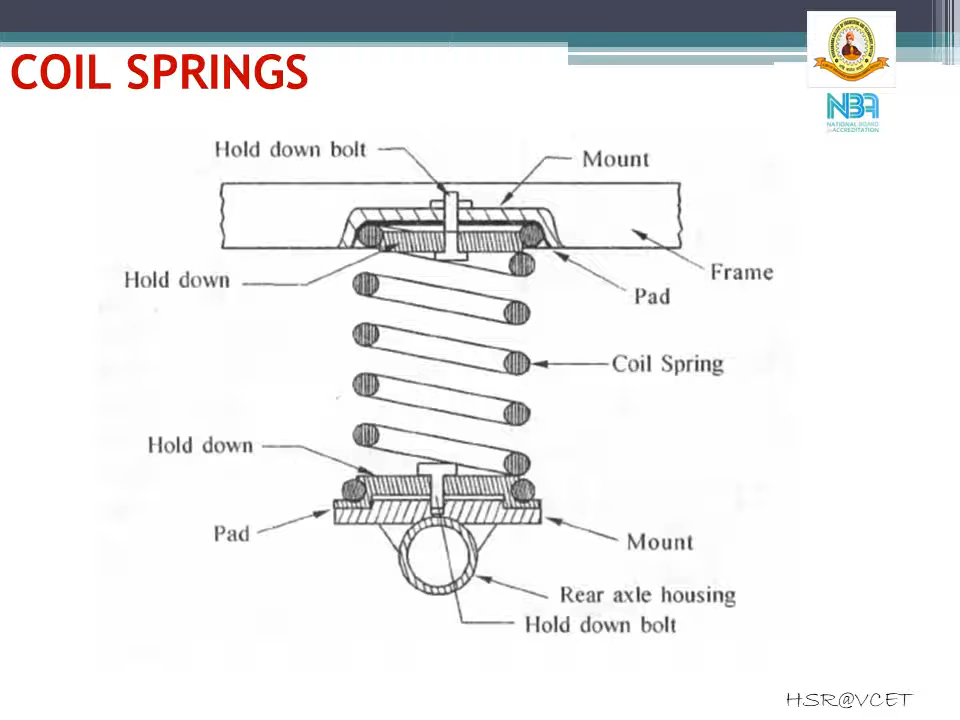 COIL SPRINGS
NBA
NATIONAL BOARD
of ACCREDITATION
Hold down bolt
Mount
Hold down
Frame
Pad
Coil Spring
Hold down
Pad
Mount
Rear axle housing
Hold down bolt
HSR@VCET